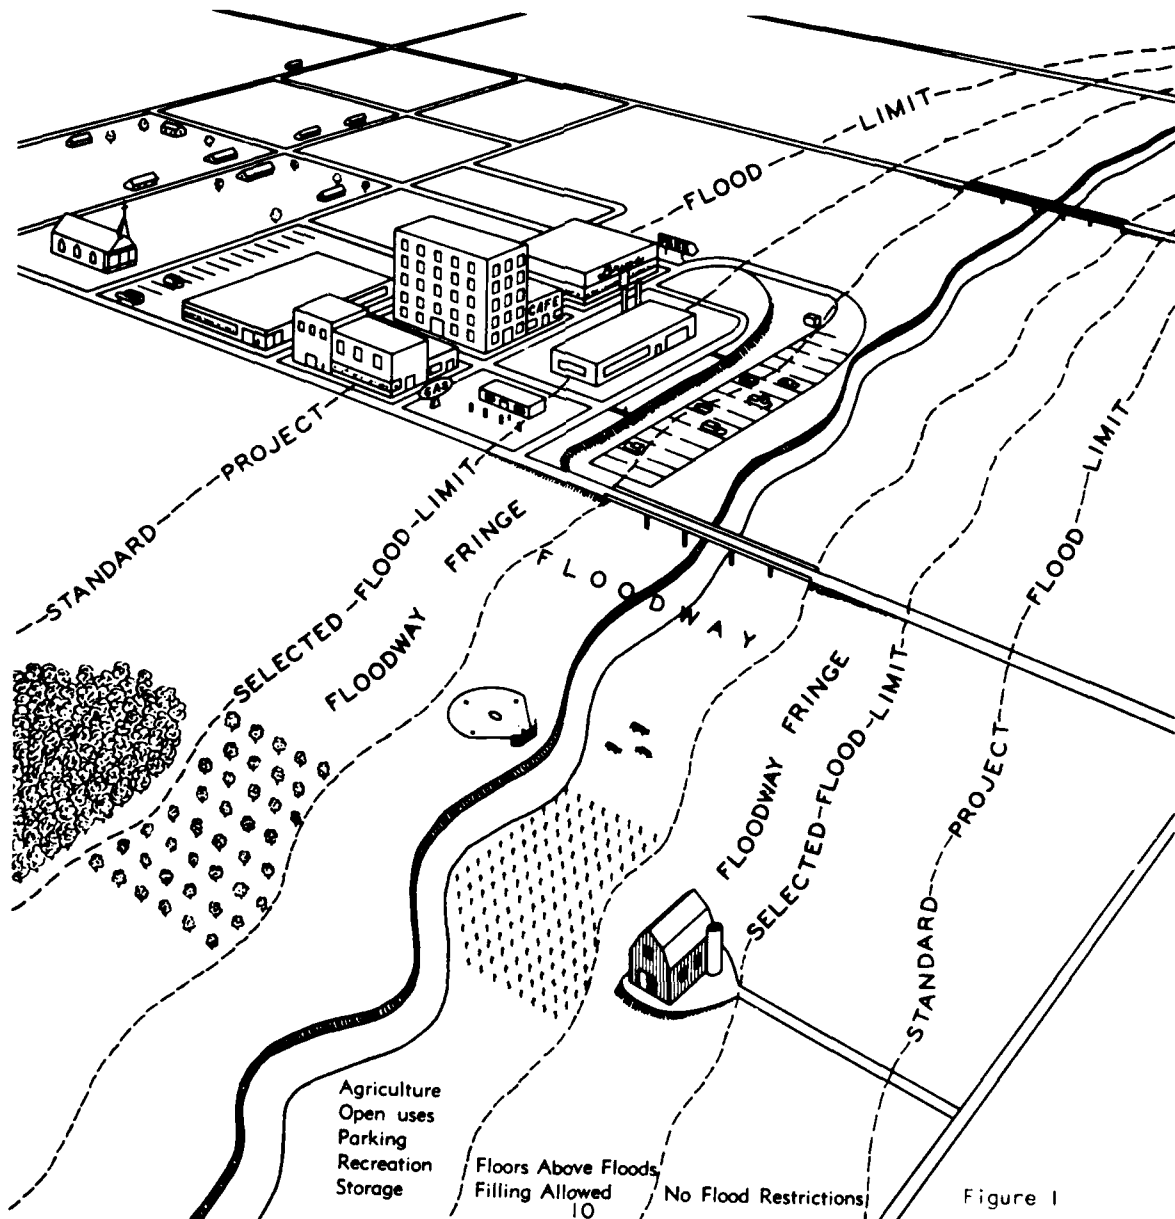 LIMIT
FLOOD
CAFE
GAS
STANDARD PROJECT
SELECTED-FLOOD-LIMIT
FLOODWAY FRINGE
FLOODWAY
FLOODWAY FRINGE
SELECTED-FLOOD-LIMIT
STANDARD PROJECT FLOOD LIMIT
Agriculture
Open uses
Parking
Recreation
Storage
Floors Above Floods
Filling Allowed
No Flood Restrictions
Figure 1
10